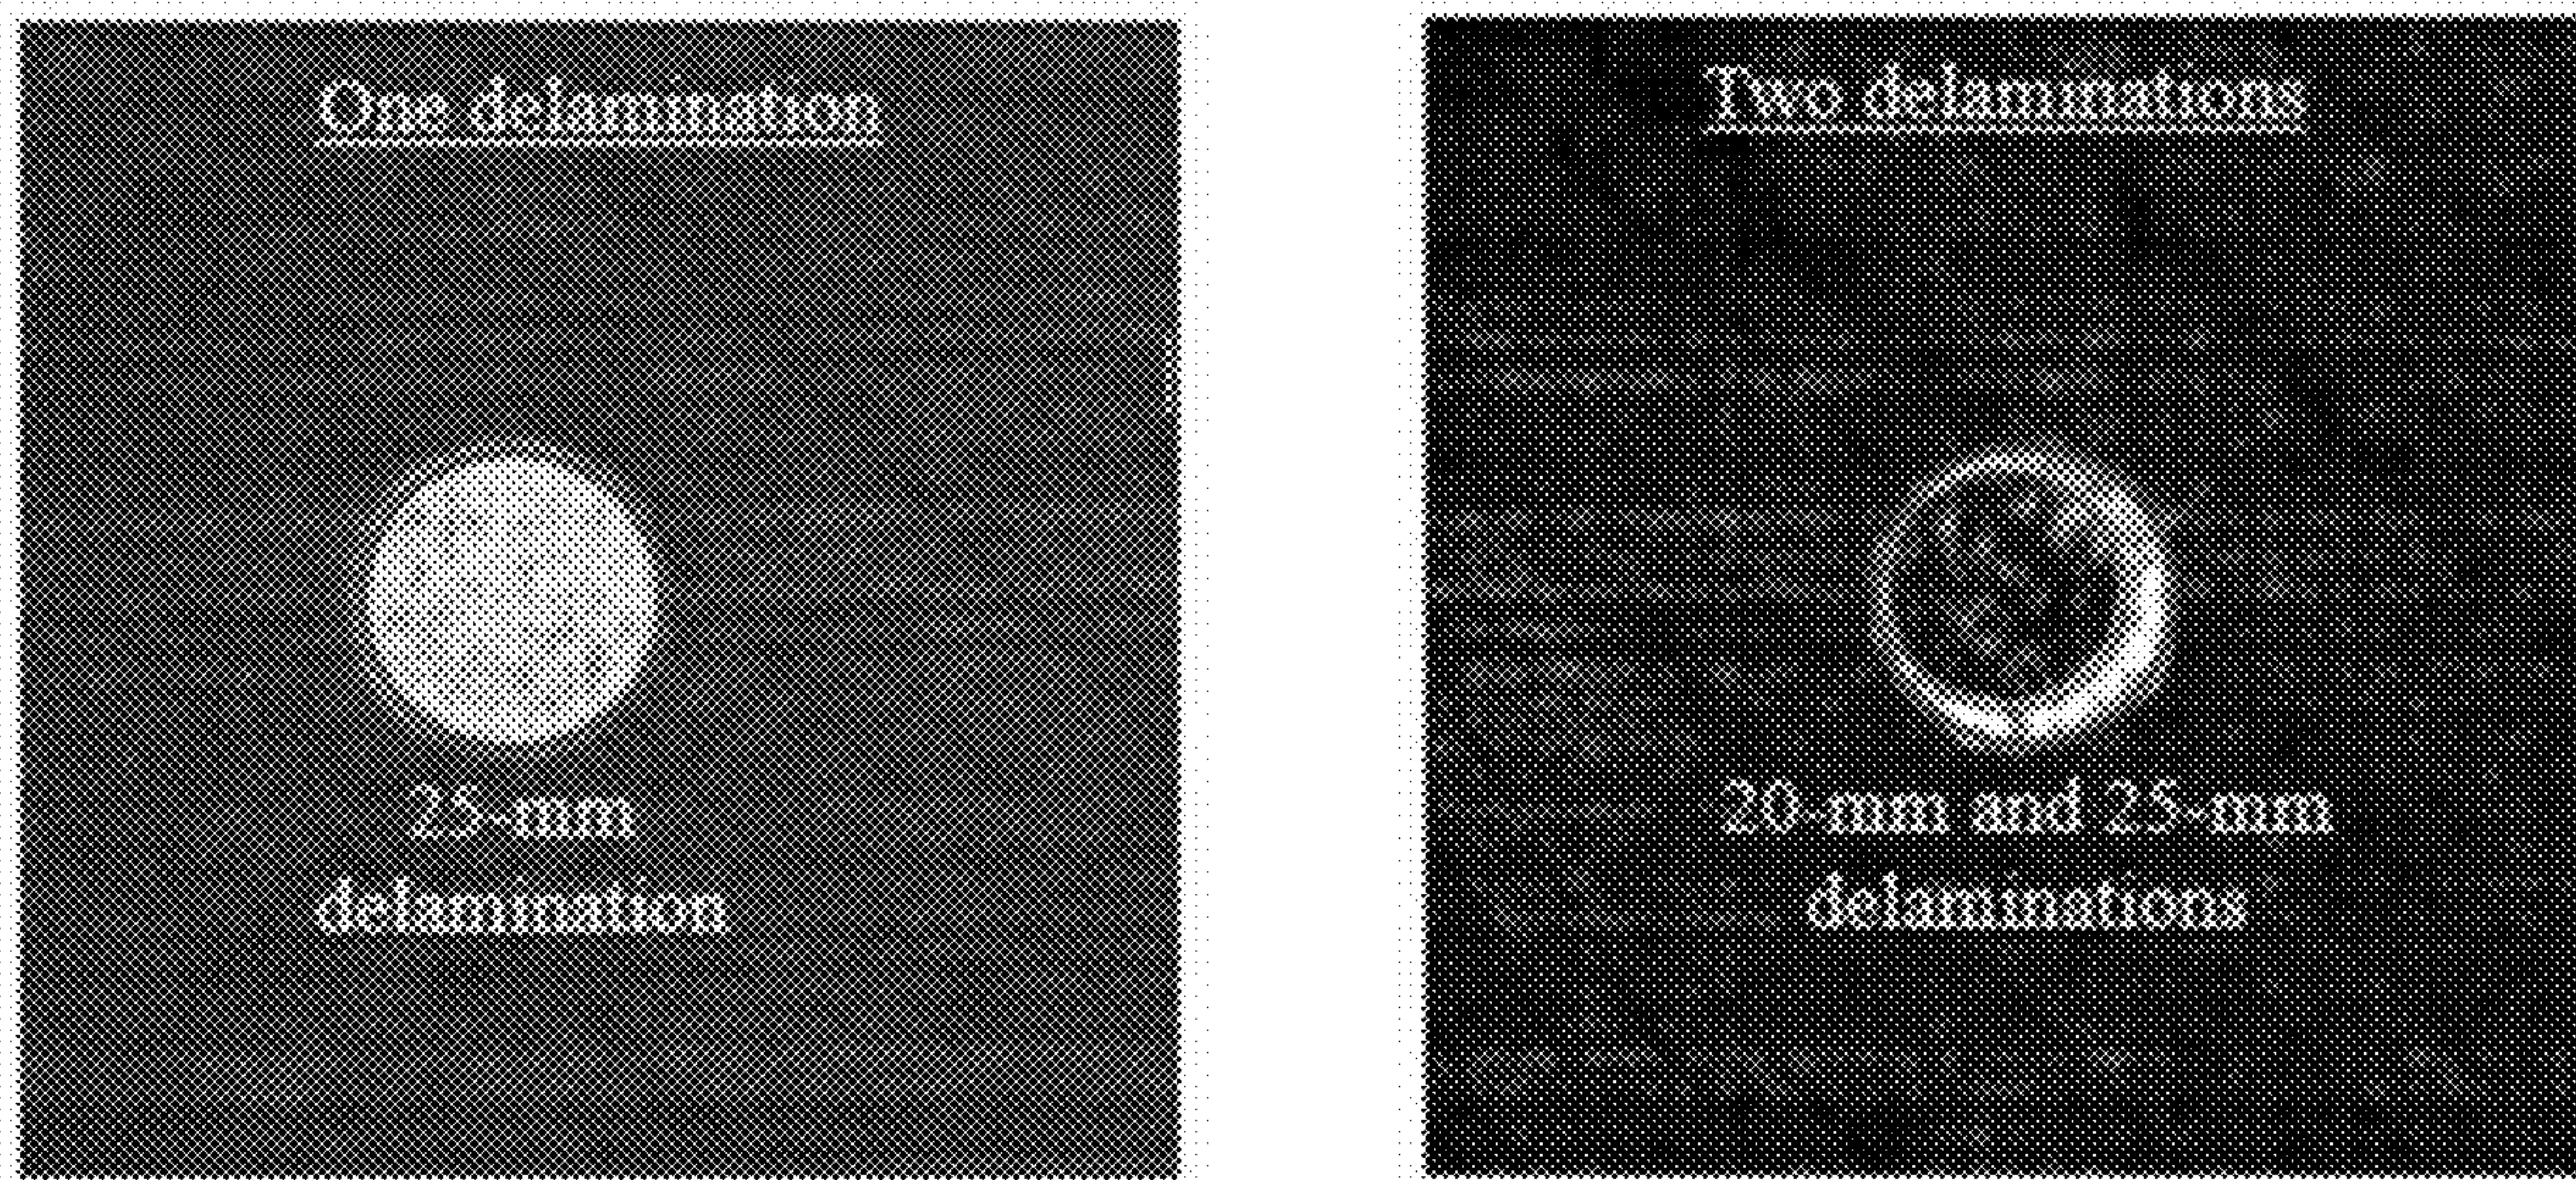 One delamination
25-mm
delamination
Two delaminations
20-mm and 25-mm
delaminations